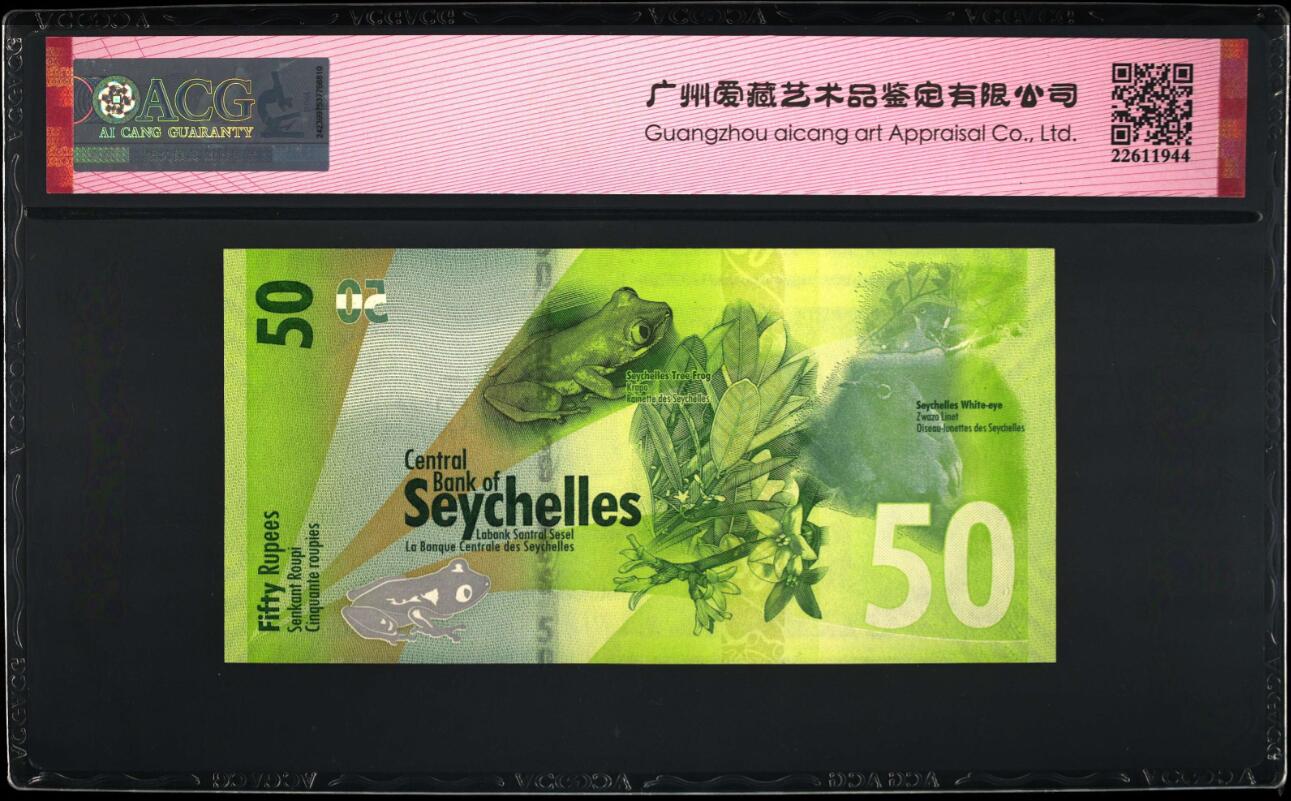 ACG
AI CANG GUARANTY
广州爱藏艺术品鉴定有限公司
Guangzhou aicang art Appraisal Co., Ltd.
22611944
50
50
Seychelles Tree Frog
Rainette des Seychelles
Seychelles White-eye
Zwazo Linet
Oiseau-lunettes des Seychelles
Central
Bank of
Seychelles
Labank Santral Sesel
La Banque Centrale des Seychelles
Fifty Rupees
Senkant Roupi
Cinquante roupies
50